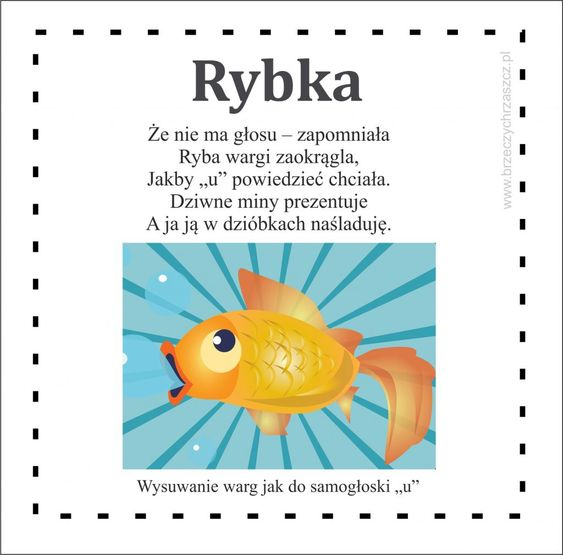 Rybka
Że nie ma głosu – zapomniała
Ryba wargi zaokrągla,
Jakby „u” powiedzieć chciała.
Dziwne miny prezentuje
A ja ją w dzióbkach naśladuję.
Wysuwanie warg jak do samogłoski „u”
www.brzeczychrzaszcz.pl